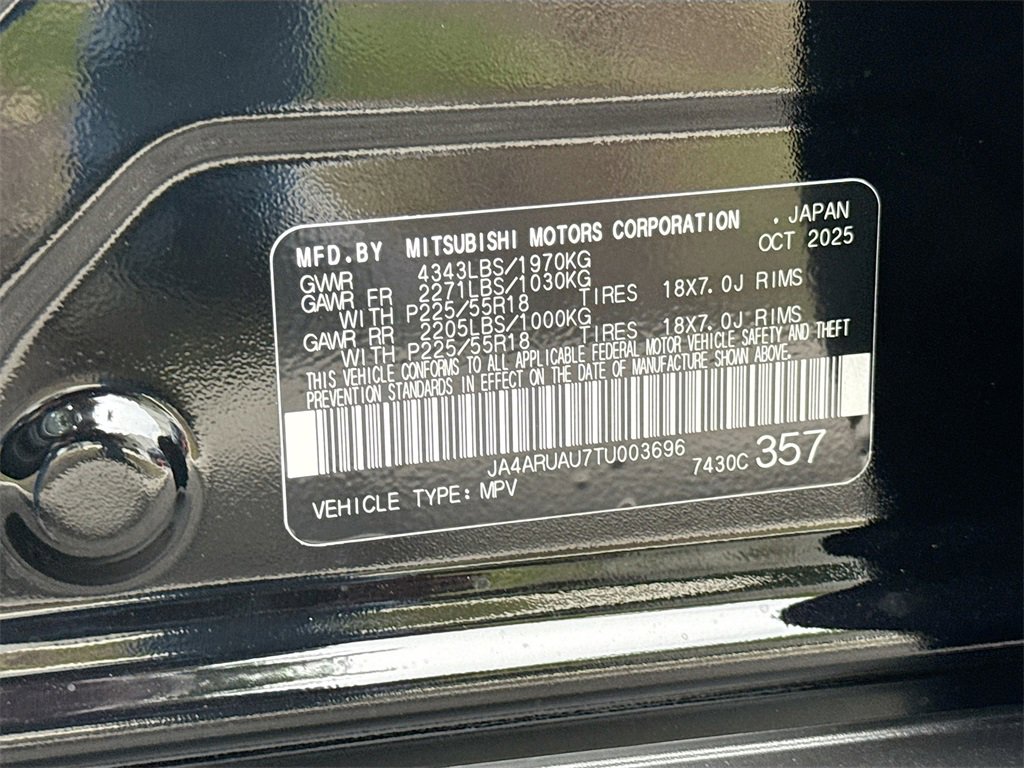 MFD.BY MITSUBISHI MOTORS CORPORATION . JAPAN
GVWR 4343LBS/1970KG OCT 2025
GAWR FR 2271LBS/1030KG
WITH P225/55R18 TIRES 18X7.0J RIMS
GAWR RR 2205LBS/1000KG
WITH P225/55R18 TIRES 18X7.0J RIMS
THIS VEHICLE CONFORMS TO ALL APPLICABLE FEDERAL MOTOR VEHICLE SAFETY AND THEFT
PREVENTION STANDARDS IN EFFECT ON THE DATE OF MANUFACTURE SHOWN ABOVE.
JA4ARUAU7TU003696 7430C 357
VEHICLE TYPE: MPV